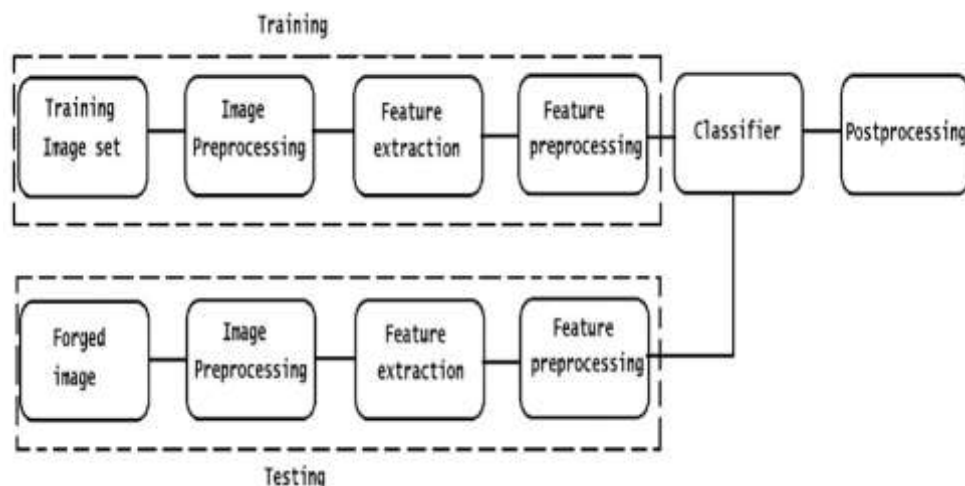 Training
Training
Image set
Image
Preprocessing
Feature
extraction
Feature
preprocessing
Classifier
Postprocessing
Forged
image
Image
Preprocessing
Feature
extraction
Feature
preprocessing
Testing